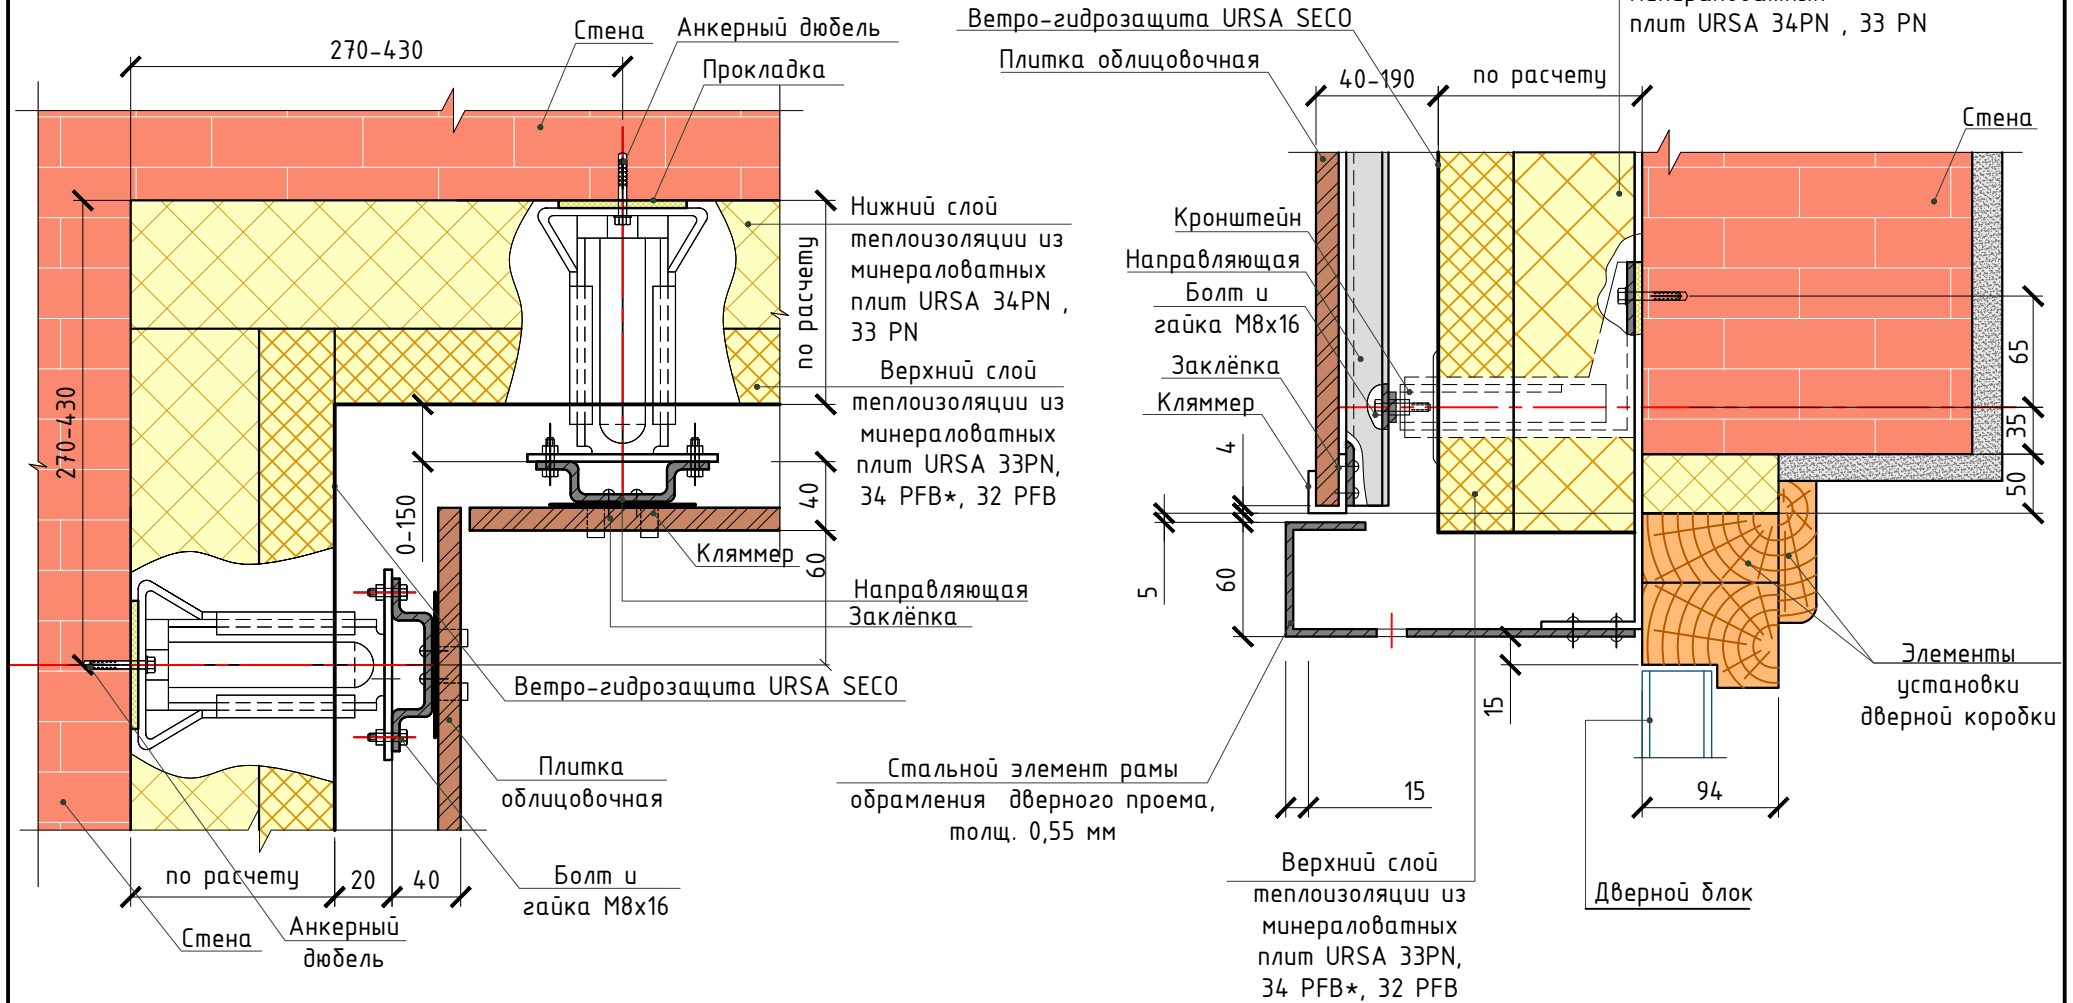 270-430
Стена
Анкерный дюбель
Прокладка
Нижний слой
теплоизоляции из
минераловатных
плит URSA 34PN ,
33 PN
по расчету
270-430
Верхний слой
теплоизоляции из
минераловатных
плит URSA 33PN,
34 PFB*, 32 PFB
0-150
40
60
Кляммер
Направляющая
Заклёпка
Ветро-гидрозащита URSA SECO
Плитка
облицовочная
Болт и
гайка М8х16
по расчету
20
40
Стена
Анкерный
дюбель
Ветро-гидрозащита URSA SECO
Плитка облицовочная
плит URSA 34PN , 33 PN
40-190
по расчету
Стена
Кронштейн
Направляющая
Болт и
гайка М8х16
Заклёпка
Кляммер
4
5
60
65
35
50
15
15
94
Стальной элемент рамы
обрамления дверного проема,
толщ. 0,55 мм
Элементы
установки
дверной коробки
Верхний слой
теплоизоляции из
минераловатных
плит URSA 33PN,
34 PFB*, 32 PFB
Дверной блок